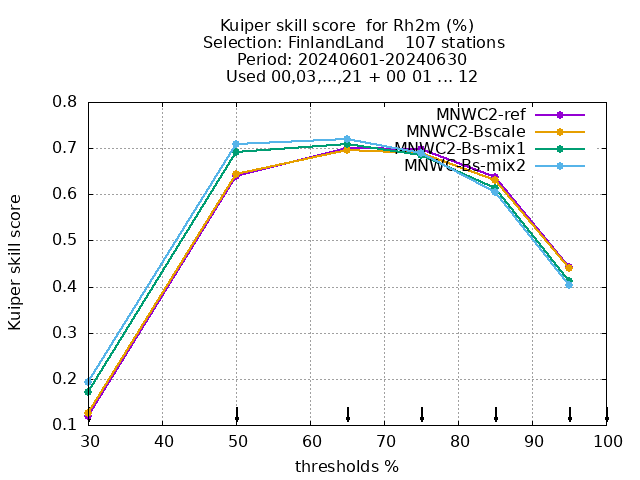 Kuiper skill score  for Rh2m (%)
Selection: FinlandLand    107 stations
Period: 20240601-20240630
Used 00,03,...,21 + 00 01 ... 12
MNWC2-ref
MNWC2-Bscale
MNWC2-Bs-mix1
MNWC-Bs-mix2
0.8
0.7
0.6
0.5
0.4
0.3
0.2
0.1
Kuiper skill score
30 40 50 60 70 80 90 100
thresholds %